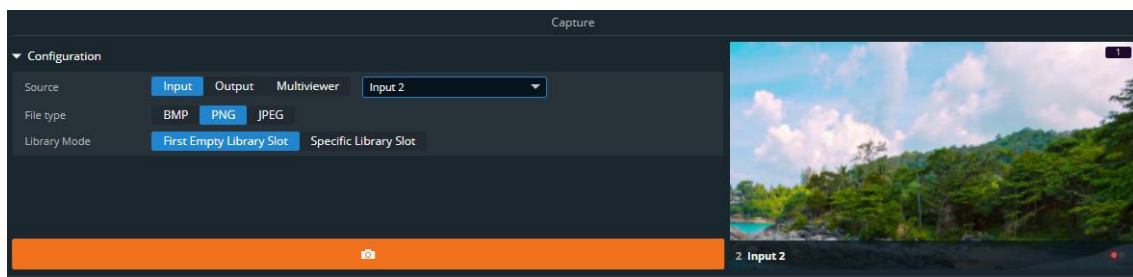 Capture
Configuration
1
Source Input Output Multiviewer Input 2
File type BMP PNG JPEG
Library Mode First Empty Library Slot Specific Library Slot
2 Input 2